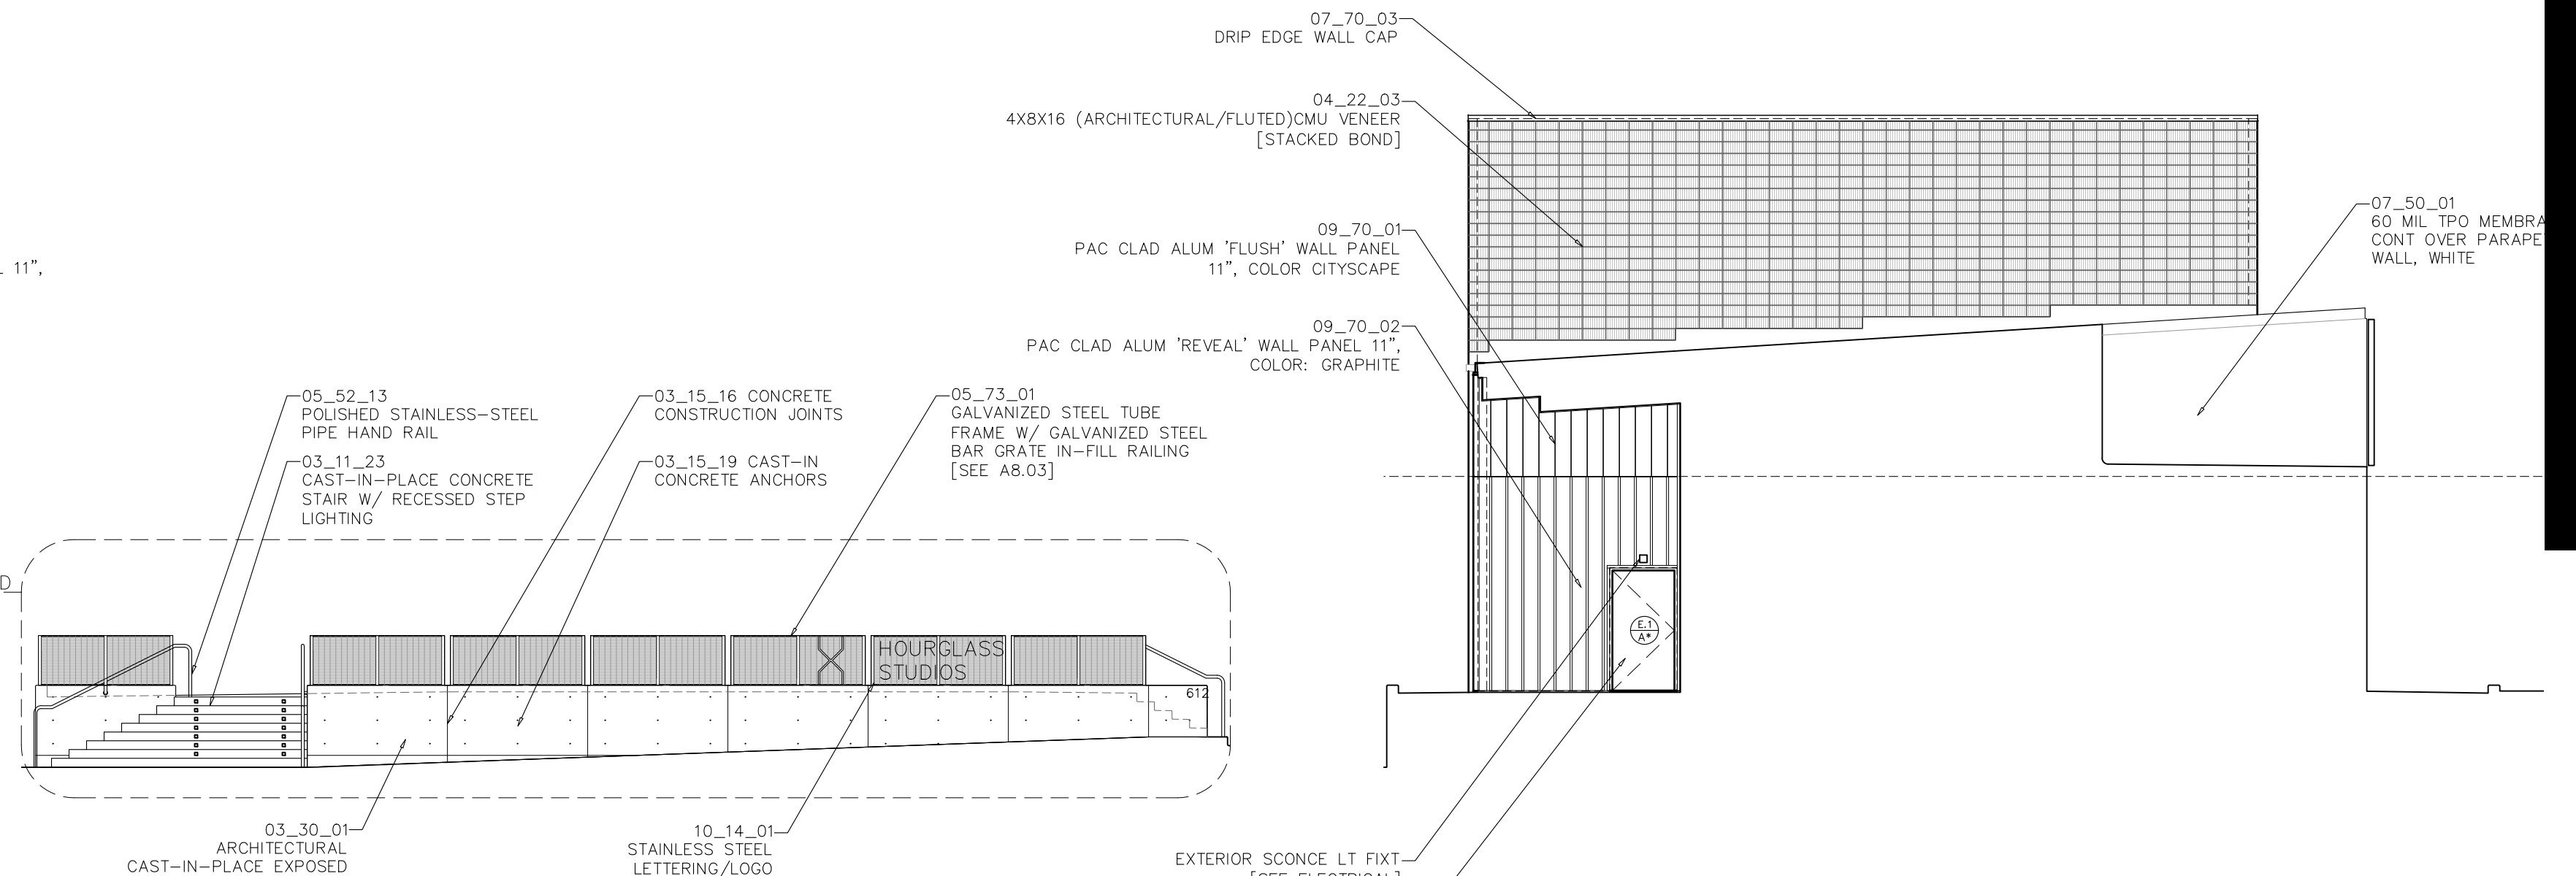 07_70_03
DRIP EDGE WALL CAP
04_22_03
4X8X16 (ARCHITECTURAL/FLUTED)CMU VENEER
[STACKED BOND]
09_70_01
PAC CLAD ALUM 'FLUSH' WALL PANEL
11", COLOR CITYSCAPE
09_70_02
PAC CLAD ALUM 'REVEAL' WALL PANEL 11",
COLOR: GRAPHITE
07_50_01
60 MIL TPO MEMBRA
CONT OVER PARAPE
WALL, WHITE
11",
05_52_13
POLISHED STAINLESS-STEEL
PIPE HAND RAIL
03_11_23
CAST-IN-PLACE CONCRETE
STAIR W/ RECESSED STEP
LIGHTING
03_15_16 CONCRETE
CONSTRUCTION JOINTS
03_15_19 CAST-IN
CONCRETE ANCHORS
05_73_01
GALVANIZED STEEL TUBE
FRAME W/ GALVANIZED STEEL
BAR GRATE IN-FILL RAILING
[SEE A8.03]
D
HOURGLASS
STUDIOS
612
E.1
A*
03_30_01
ARCHITECTURAL
CAST-IN-PLACE EXPOSED
10_14_01
STAINLESS STEEL
LETTERING/LOGO
EXTERIOR SCONCE LT FIXT
[SEE ELECTRICAL]